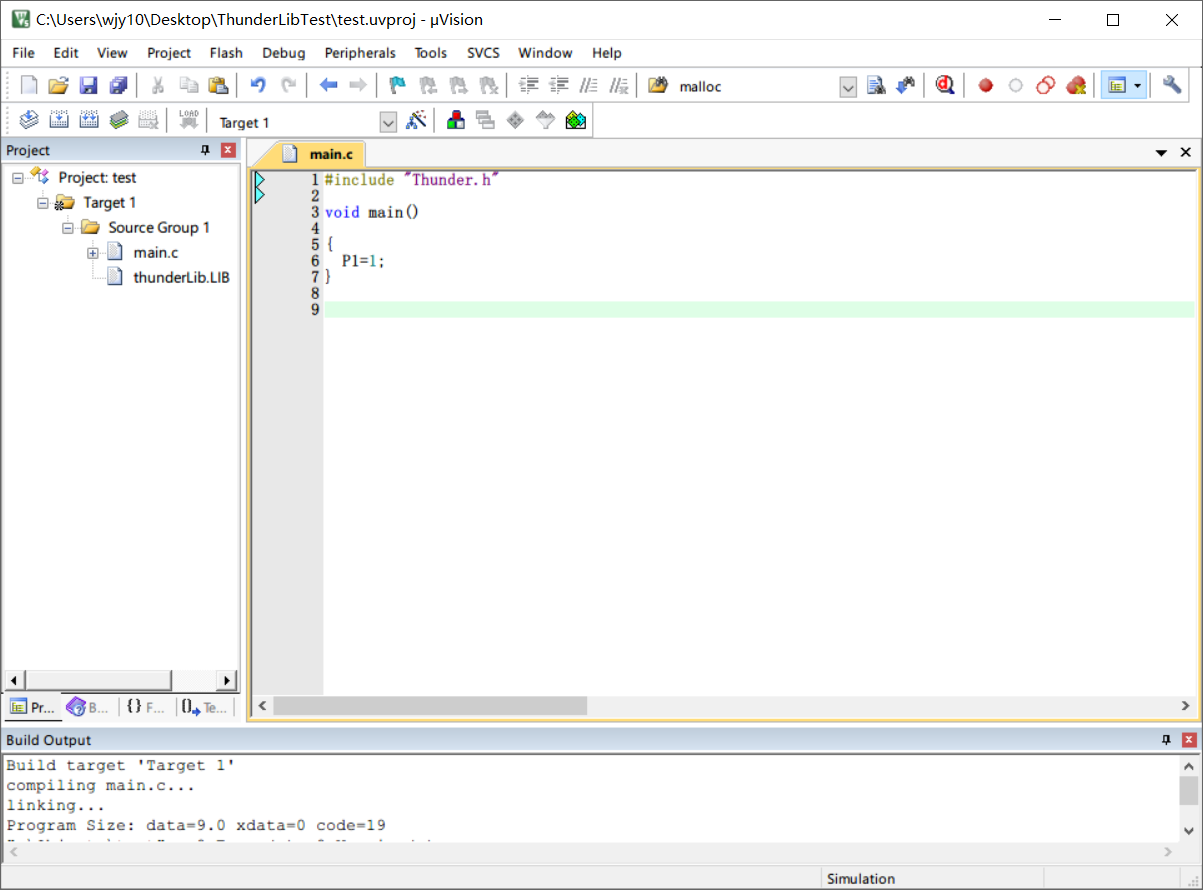 C:\Users\wjy10\Desktop\ThunderLibTest\test.uvproj - µVision
File Edit View Project Flash Debug Peripherals Tools SVCS Window Help
malloc
LOAD
Target 1
Project
main.c
Project: test
Target 1
Source Group 1
main.c
thunderLib.LIB
1 #include "Thunder.h"
2
3 void main()
4
5 {
6 P1=1;
7 }
8
9
Pr... B... {} F... Te...
Build Output
Build target 'Target 1'
compiling main.c...
linking...
Program Size: data=9.0 xdata=0 code=19
Simulation